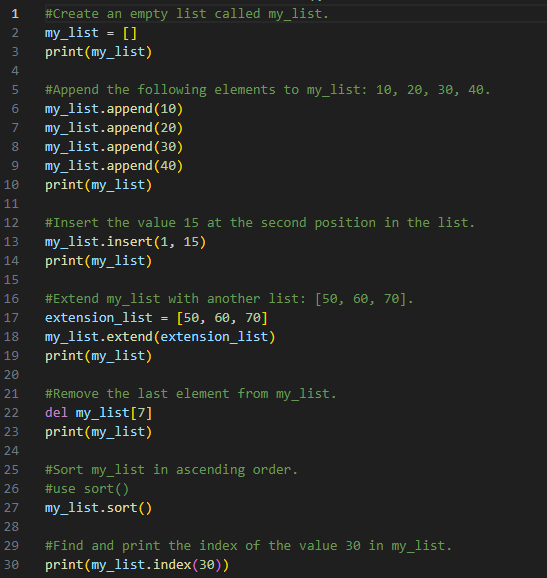 1 #Create an empty list called my_list.
2 my_list = []
3 print(my_list)
4
5 #Append the following elements to my_list: 10, 20, 30, 40.
6 my_list.append(10)
7 my_list.append(20)
8 my_list.append(30)
9 my_list.append(40)
10 print(my_list)
11
12 #Insert the value 15 at the second position in the list.
13 my_list.insert(1, 15)
14 print(my_list)
15
16 #Extend my_list with another list: [50, 60, 70].
17 extension_list = [50, 60, 70]
18 my_list.extend(extension_list)
19 print(my_list)
20
21 #Remove the last element from my_list.
22 del my_list[7]
23 print(my_list)
24
25 #Sort my_list in ascending order.
26 #use sort()
27 my_list.sort()
28
29 #Find and print the index of the value 30 in my_list.
30 print(my_list.index(30))